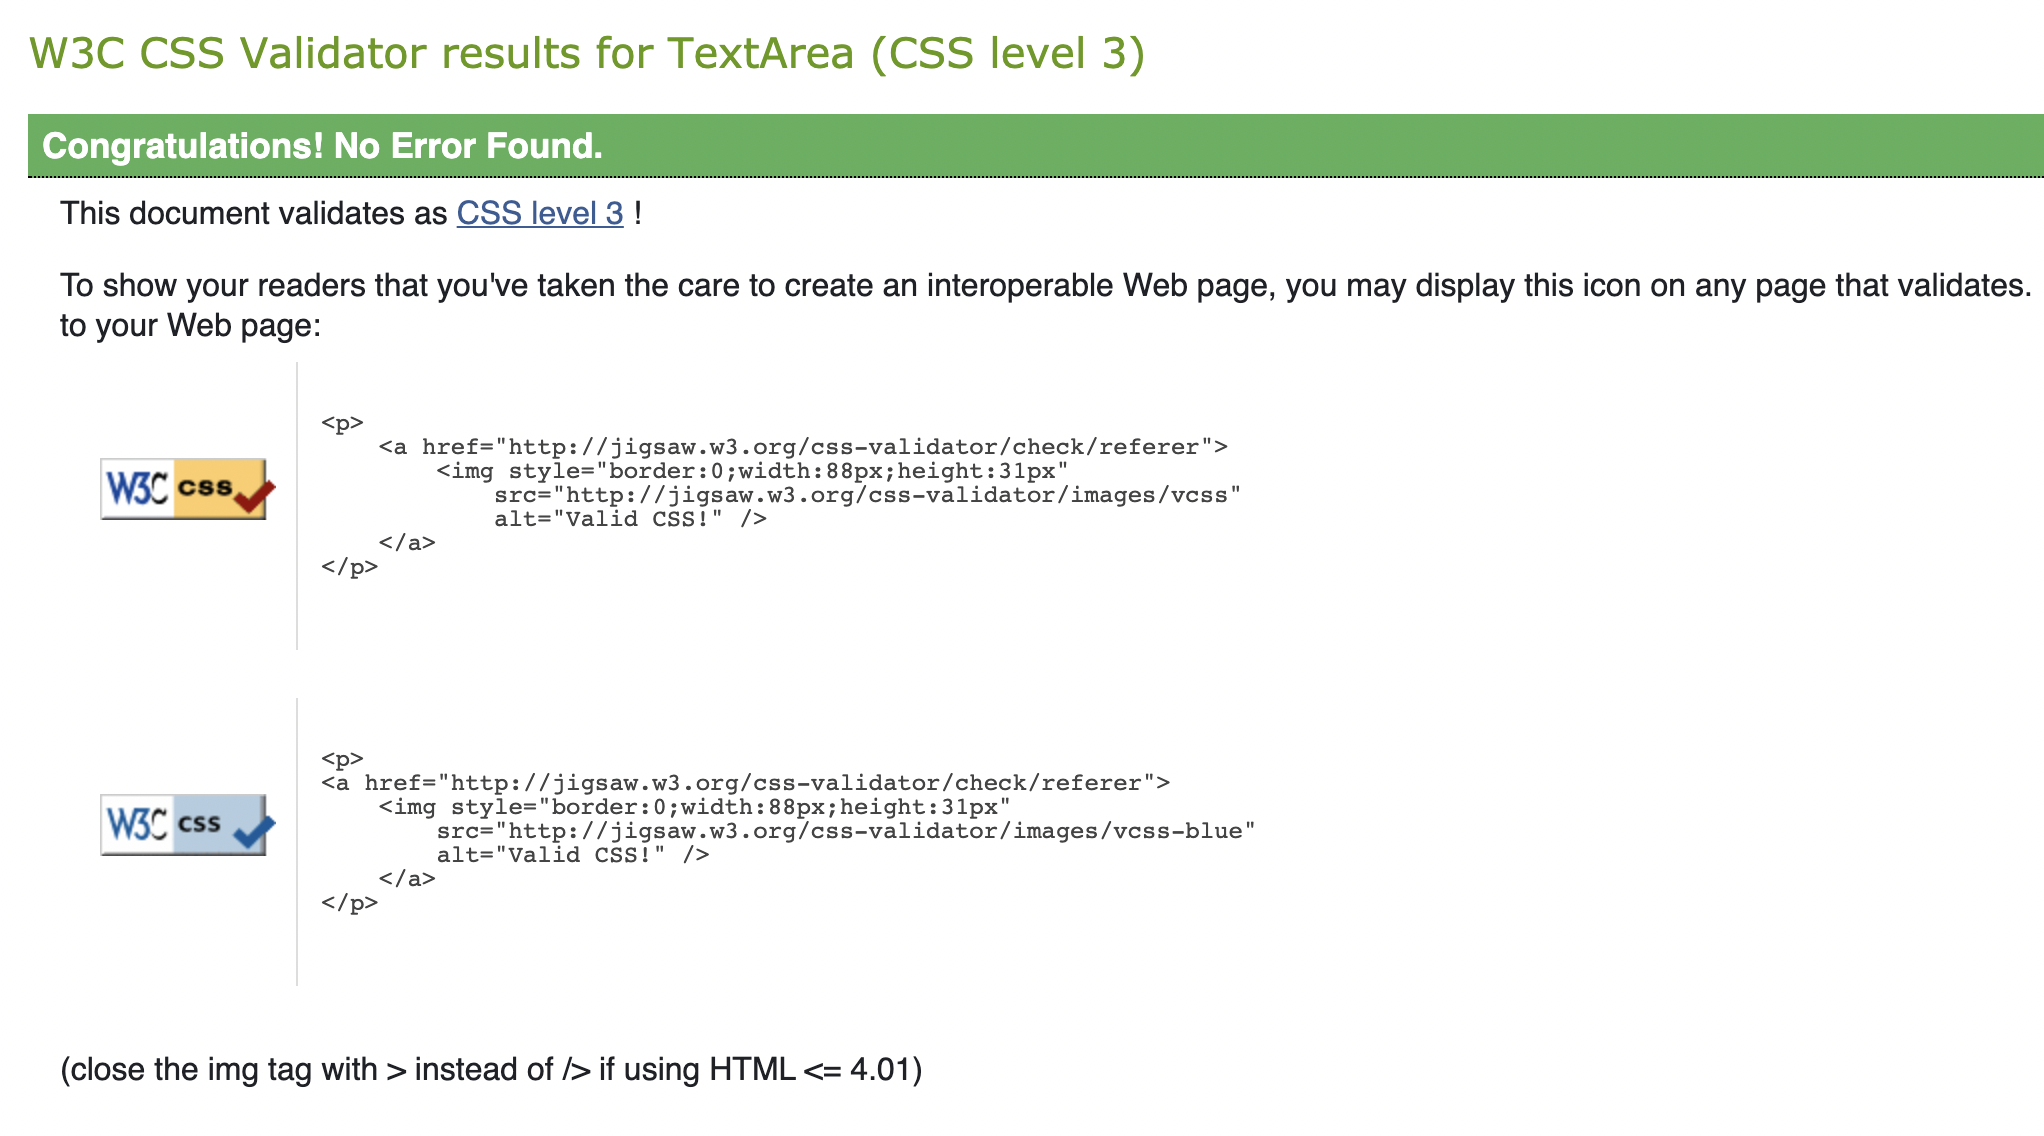 W3C CSS Validator results for TextArea (CSS level 3)
Congratulations! No Error Found.
This document validates as CSS level 3 !
To show your readers that you've taken the care to create an interoperable Web page, you may display this icon on any page that validates.
to your Web page:
<p>
    <a href="http://jigsaw.w3.org/css-validator/check/referer">
        <img style="border:0;width:88px;height:31px"
            src="http://jigsaw.w3.org/css-validator/images/vcss"
            alt="Valid CSS!" />
    </a>
</p>
W3C css
<p>
<a href="http://jigsaw.w3.org/css-validator/check/referer">
    <img style="border:0;width:88px;height:31px"
        src="http://jigsaw.w3.org/css-validator/images/vcss-blue"
        alt="Valid CSS!" />
    </a>
</p>
W3C css
(close the img tag with > instead of /> if using HTML <= 4.01)